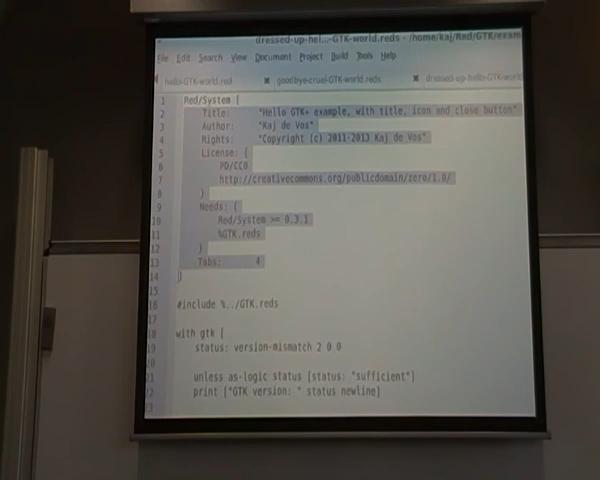 dressed-up-hel...-GTK-world.reds - /home/kaj/Red/GTK/exam
File Edit Search View Document Project Build Tools Help
hello-GTK-world.red goodbye-cruel-GTK-world.reds dressed-up-hello-GTK-world
1 Red/System [
2 Title: "Hello GTK+ example, with title, icon and close button"
3 Author: "Kaj de Vos"
4 Rights: "Copyright (c) 2011-2013 Kaj de Vos"
5 License: {
6 PD/CC0
7 http://creativecommons.org/publicdomain/zero/1.0/
8 }
9 Needs: {
10 Red/System >= 0.3.1
11 %GTK.reds
12 }
13 Tabs: 4
14 ]
15
16 #include %../GTK.reds
17
18 with gtk [
19 status: version-mismatch 2 0 0
20
21 unless as-logic status [status: "sufficient"]
22 print ["GTK version: " status newline]
23